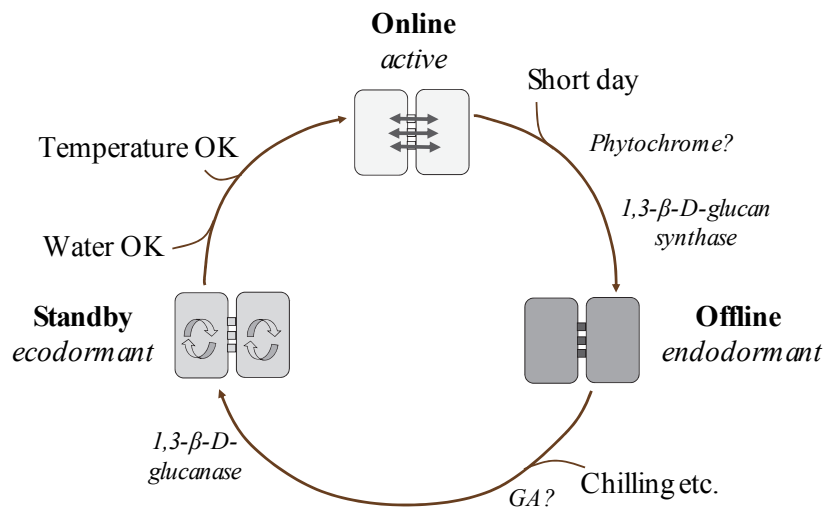 Online
active
Short day
Phytochrome?
1,3-β-D-glucan
synthase
Temperature OK
Water OK
Standby
ecodormant
Offline
endodormant
1,3-β-D-
glucanase
GA?
Chilling etc.